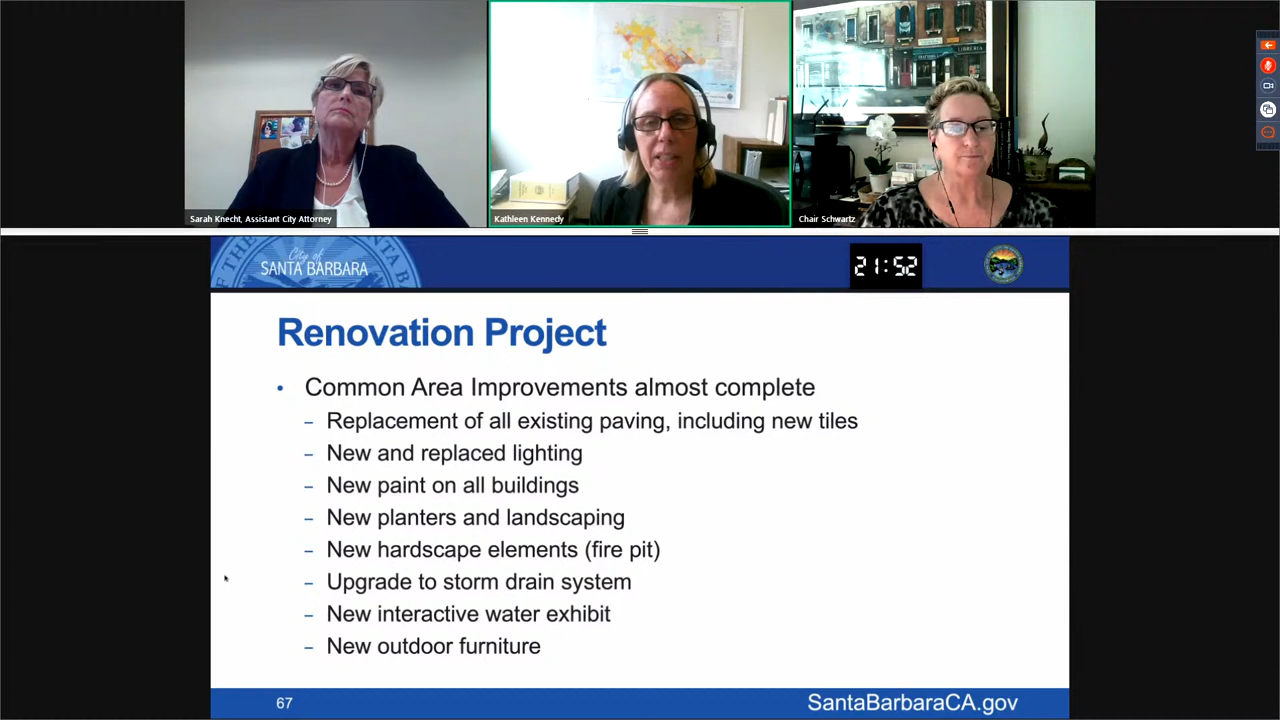 LIBRERIA
Sarah Knecht, Assistant City Attorney
Kathleen Kennedy
Chair Schwartz
City of
SANTA BARBARA
21:52
Renovation Project
• Common Area Improvements almost complete
– Replacement of all existing paving, including new tiles
– New and replaced lighting
– New paint on all buildings
– New planters and landscaping
– New hardscape elements (fire pit)
– Upgrade to storm drain system
– New interactive water exhibit
– New outdoor furniture
67
SantaBarbaraCA.gov